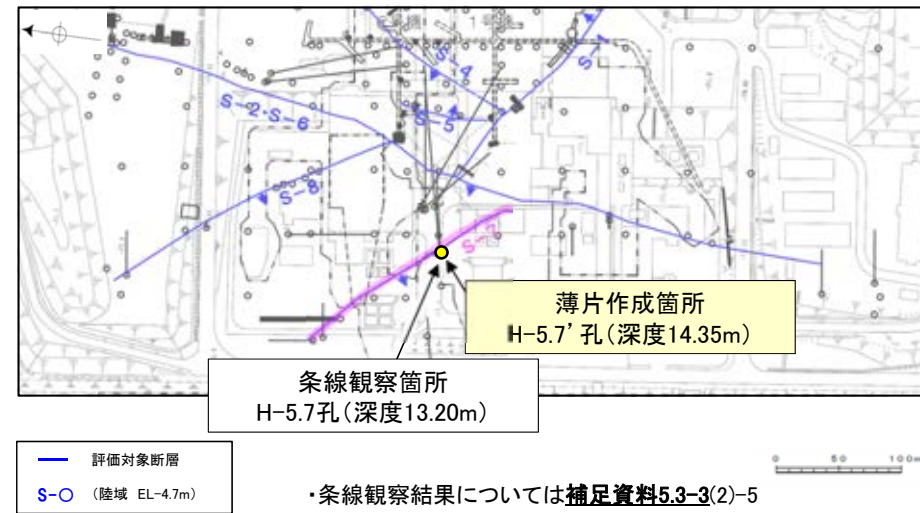 S-4
S-1
S-2・S-6
S-5
S-8
S-7
薄片作成箇所
H-5.7’孔(深度14.35m)
条線観察箇所
H-5.7孔(深度13.20m)
評価対象断層
S-○ (陸域 EL-4.7m)
0 50 100m
・条線観察結果については補足資料5.3-3(2)-5